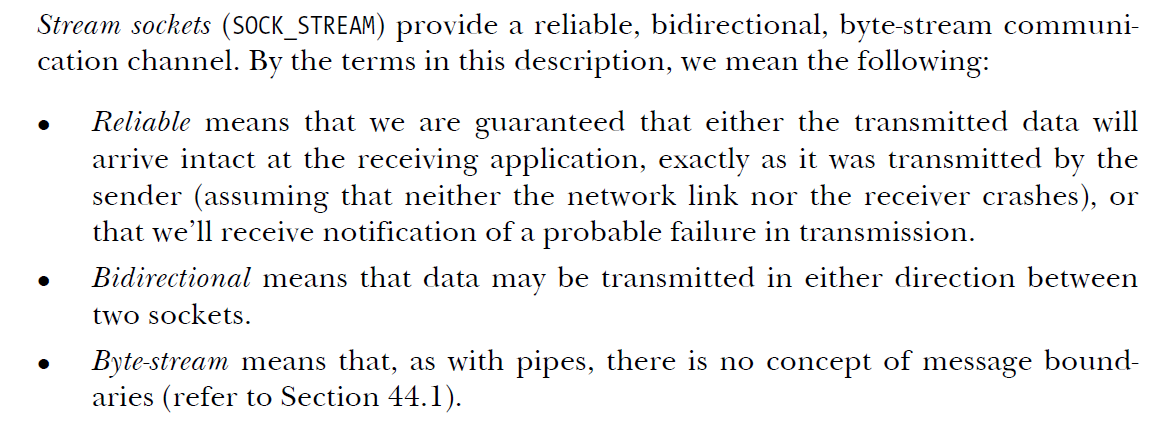 Stream sockets (SOCK_STREAM) provide a reliable, bidirectional, byte-stream communi-
cation channel. By the terms in this description, we mean the following:
• Reliable means that we are guaranteed that either the transmitted data will
arrive intact at the receiving application, exactly as it was transmitted by the
sender (assuming that neither the network link nor the receiver crashes), or
that we’ll receive notification of a probable failure in transmission.
• Bidirectional means that data may be transmitted in either direction between
two sockets.
• Byte-stream means that, as with pipes, there is no concept of message bound-
aries (refer to Section 44.1).